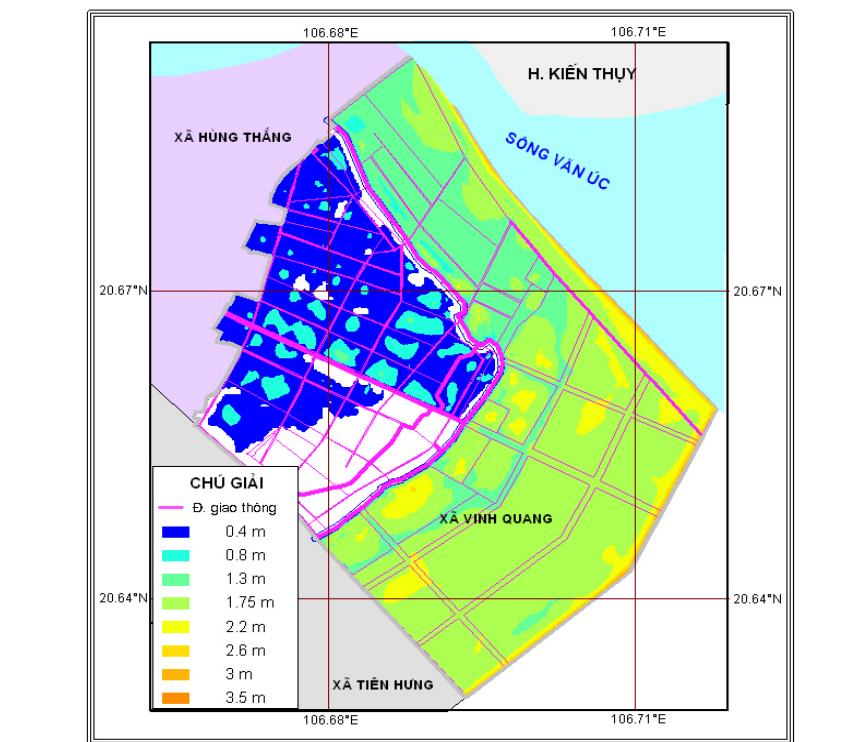 106.68°E
106.71°E
H. KIẾN THỤY
XÃ HÙNG THẮNG
SÔNG VĂN ÚC
20.67°N
20.67°N
CHÚ GIẢI
Đ. giao thông
0.4 m
0.8 m
1.3 m
1.75 m
2.2 m
2.6 m
3 m
3.5 m
XÃ VINH QUANG
20.64°N
20.64°N
XÃ TIÊN HƯNG
106.68°E
106.71°E